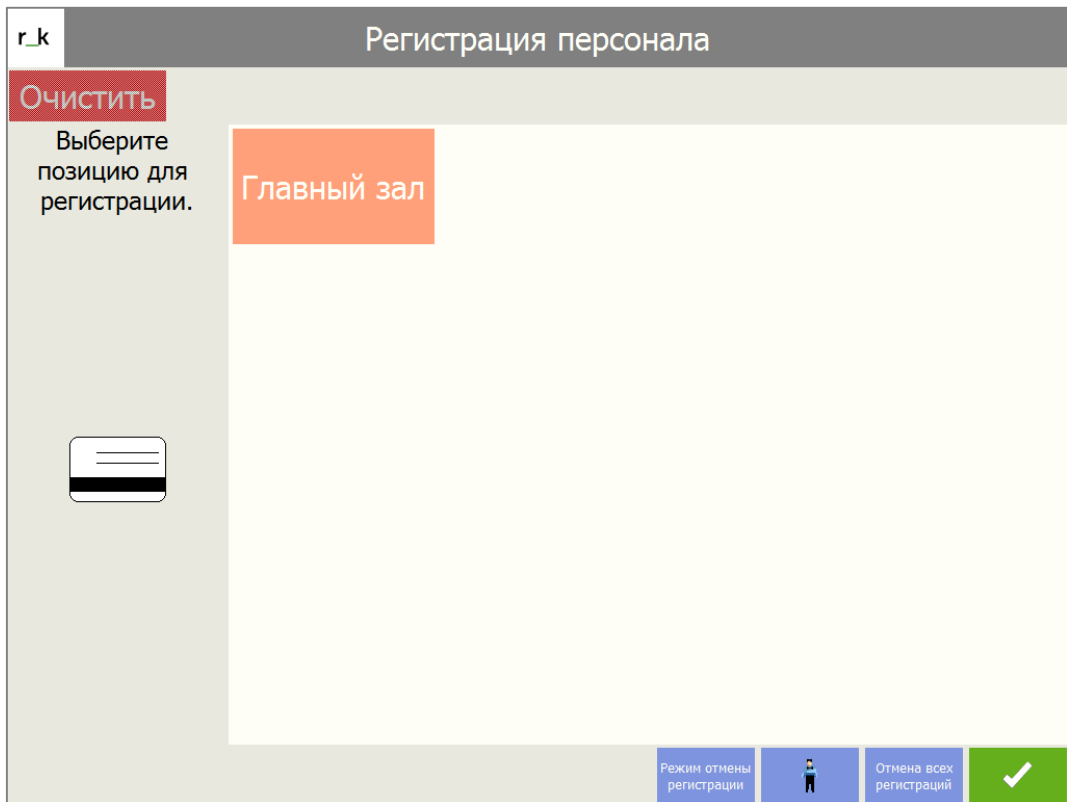 r_k
Регистрация персонала
Очистить
Выберите
позицию для
регистрации.
Главный зал
Режим отмены
регистрации
Отмена всех
регистраций